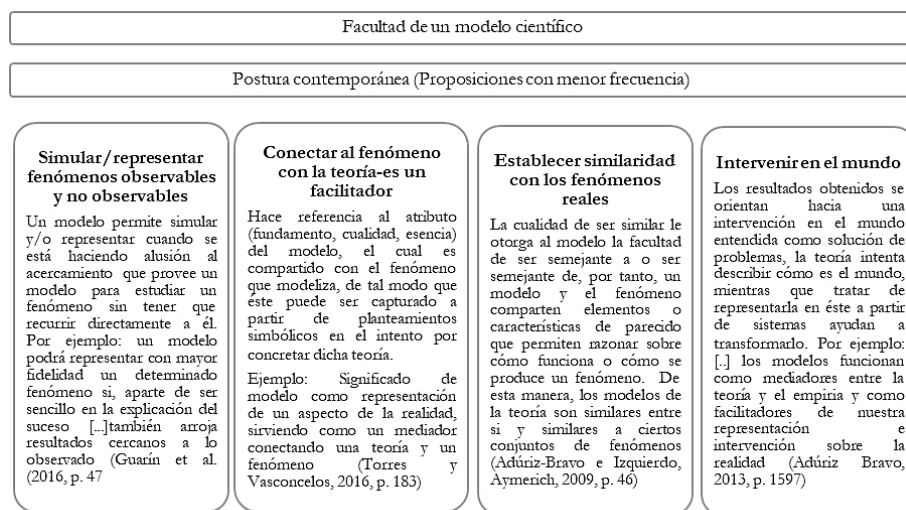 Facultad de un modelo científico
Postura contemporánea (Proposiciones con menor frecuencia)
Simular/representar
fenómenos observables
y no observables
Un modelo permite simular
y/o representar cuando se
está haciendo alusión al
acercamiento que provee un
modelo para estudiar un
fenómeno sin tener que
recurrir directamente a él.
Por ejemplo: un modelo
podrá representar con mayor
fidelidad un determinado
fenómeno si, aparte de ser
sencillo en la explicación del
suceso [...]también arroja
resultados cercanos a lo
observado (Guarín et al.
(2016, p. 47
Conectar al fenómeno
con la teoría-es un
facilitador
Hace referencia al atributo
(fundamento, cualidad, esencia)
del modelo, el cual es
compartido con el fenómeno
que modeliza, de tal modo que
éste puede ser capturado a
partir de planteamientos
simbólicos en el intento por
concretar dicha teoría.
Ejemplo: Significado de
modelo como representación
de un aspecto de la realidad,
sirviendo como un mediador
conectando una teoría y un
fenómeno (Torres y
Vasconcelos, 2016, p. 183)
Establecer similaridad
con los fenómenos
reales
La cualidad de ser similar le
otorga al modelo la facultad
de ser semejante a o ser
semejante de, por tanto, un
modelo y el fenómeno
comparten elementos o
características de parecido
que permiten razonar sobre
cómo funciona o cómo se
produce un fenómeno. De
esta manera, los modelos de
la teoría son similares entre
si y similares a ciertos
conjuntos de fenómenos
(Adúriz-Bravo e Izquierdo,
Aymerich, 2009, p. 46)
Intervenir en el mundo
Los resultados obtenidos se
orientan hacia una
intervención en el mundo
entendida como solución de
problemas, la teoría intenta
describir cómo es el mundo,
mientras que tratar de
representarla en éste a partir
de sistemas ayudan a
transformarlo. Por ejemplo:
[..] los modelos funcionan
como mediadores entre la
teoría y el empiria y como
facilitadores de nuestra
representación e
intervención sobre la
realidad (Adúriz Bravo,
2013, p. 1597)